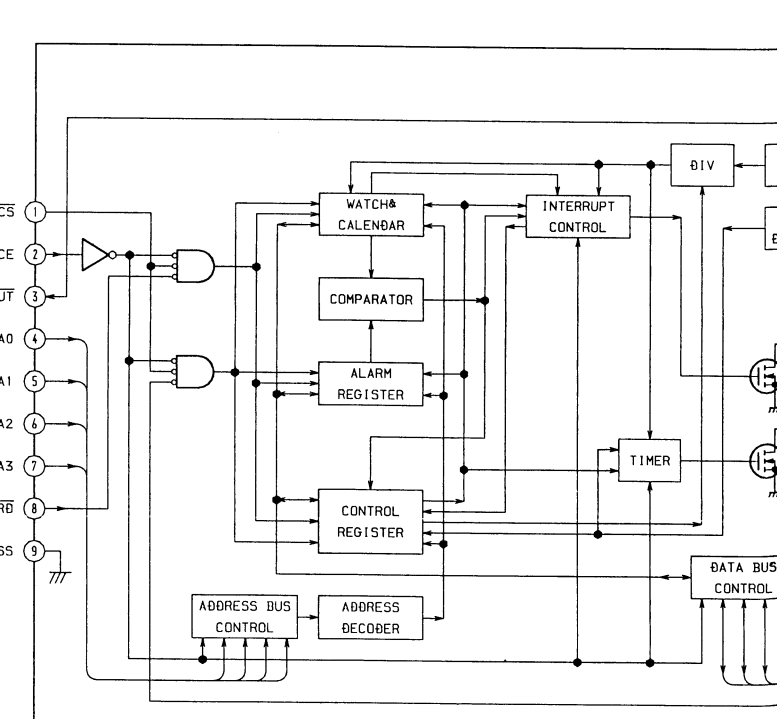 CS 1
CE 2
UT 3
A0 4
A1 5
A2 6
A3 7
RD 8
SS 9
WATCH&
CALENDAR
COMPARATOR
ALARM
REGISTER
CONTROL
REGISTER
ADDRESS BUS
CONTROL
ADDRESS
DECODER
INTERRUPT
CONTROL
DIV
TIMER
DATA BUS
CONTROL